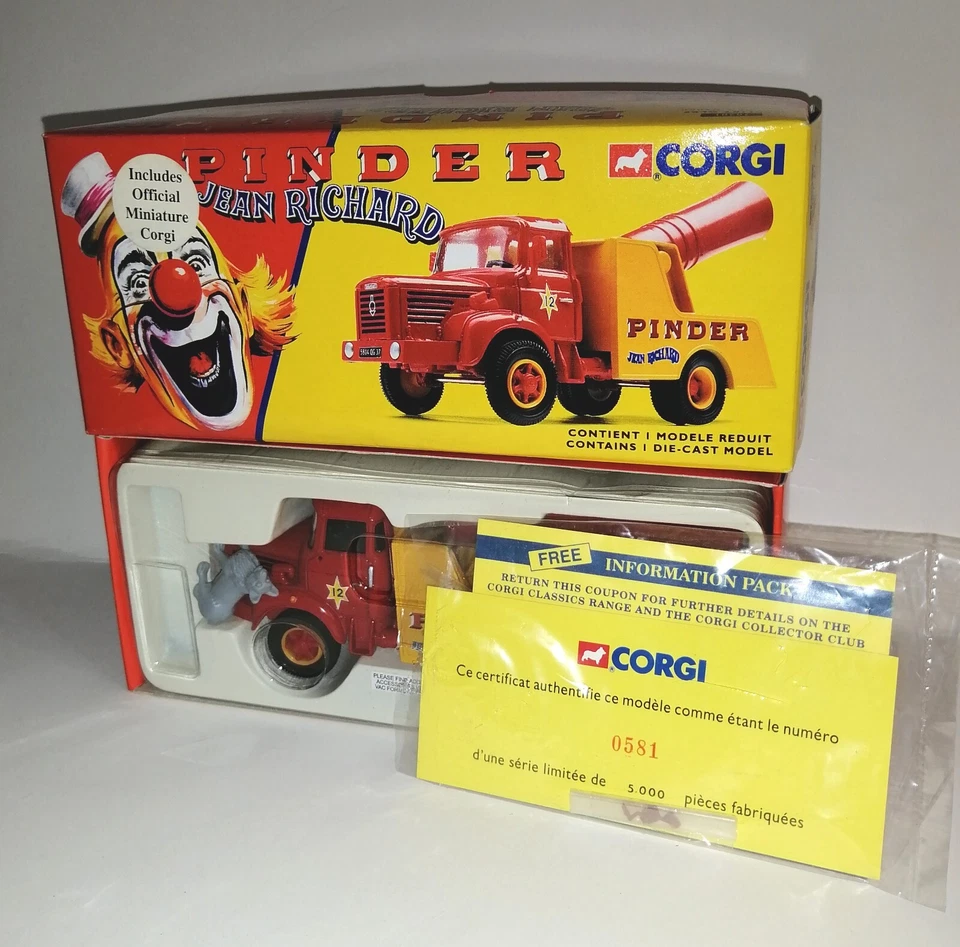 PINDER
PINDER
CORGI
JEAN RICHARD
Includes
Official
Miniature
Corgi
12
PINDER
JEAN RICHARD
CONTIENT 1 MODELE REDUIT
CONTAINS 1 DIE-CAST MODEL
12
FREE INFORMATION PACK
RETURN THIS COUPON FOR FURTHER DETAILS ON THE
CORGI CLASSICS RANGE AND THE CORGI COLLECTOR CLUB
CORGI
Ce certificat authentifie ce modèle comme étant le numéro
0581
d'une série limitée de 5.000 pièces fabriquées
PLEASE FIND